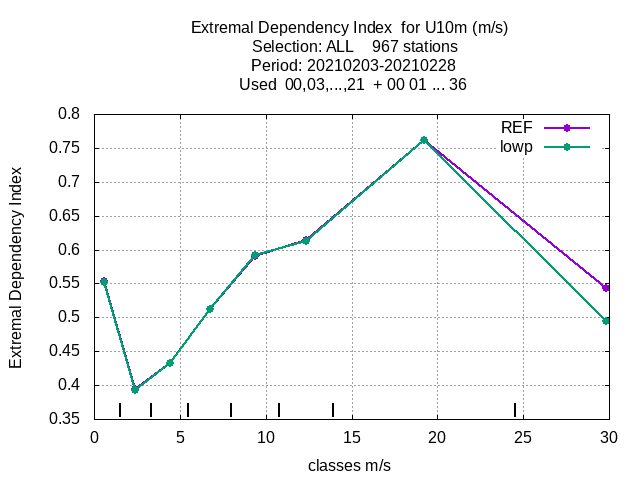 Extremal Dependency Index  for U10m (m/s)
Selection: ALL    967 stations
Period: 20210203-20210228
Used  00,03,...,21  + 00 01 ... 36
REF
lowp
0.8
0.75
0.7
0.65
0.6
0.55
0.5
0.45
0.4
0.35
Extremal Dependency Index
0 5 10 15 20 25 30
classes m/s